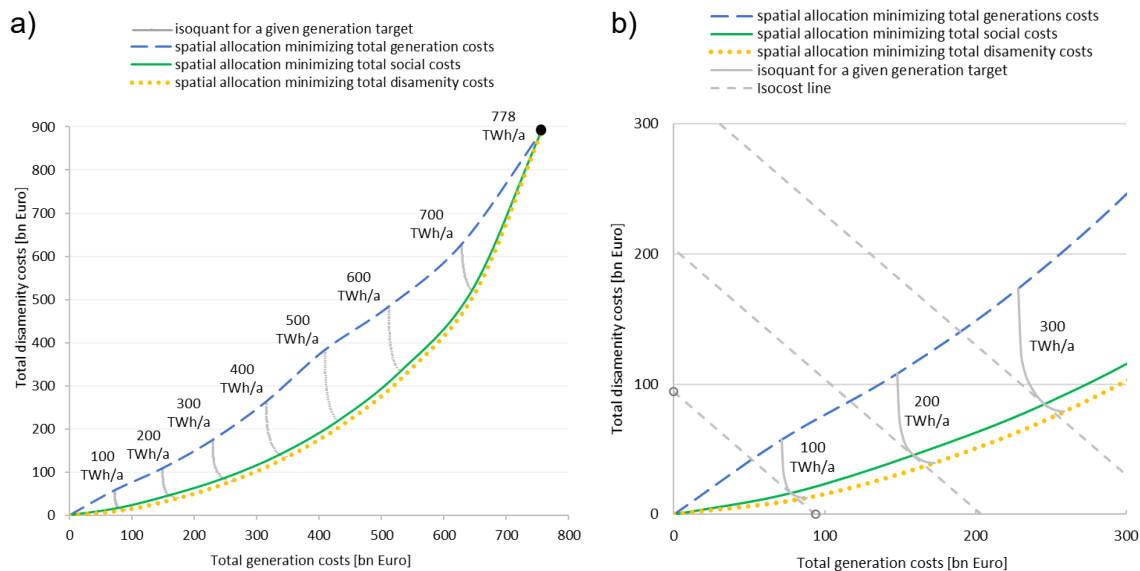 a)
isoquant for a given generation target
spatial allocation minimizing total generation costs
spatial allocation minimizing total social costs
spatial allocation minimizing total disamenity costs
Total disamenity costs [bn Euro]
900
800
700
600
500
400
300
200
100
0
778
TWh/a
700
TWh/a
600
TWh/a
500
TWh/a
400
TWh/a
300
TWh/a
200
TWh/a
100
TWh/a
0
100
200
300
400
500
600
700
800
Total generation costs [bn Euro]
b)
spatial allocation minimizing total generations costs
spatial allocation minimizing total social costs
spatial allocation minimizing total disamenity costs
isoquant for a given generation target
Isocost line
Total disamenity costs [bn Euro]
300
200
100
0
300
TWh/a
200
TWh/a
100
TWh/a
0
100
200
300
Total generation costs [bn Euro]